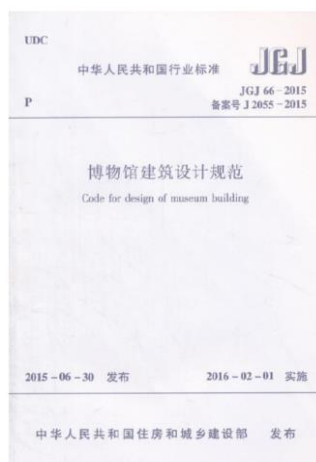 UDC
中华人民共和国行业标准 JGJ
JGJ 66-2015
P 备案号 J 2055-2015
博物馆建筑设计规范
Code for design of museum building
2015-06-30 发布 2016-02-01 实施
中华人民共和国住房和城乡建设部 发布